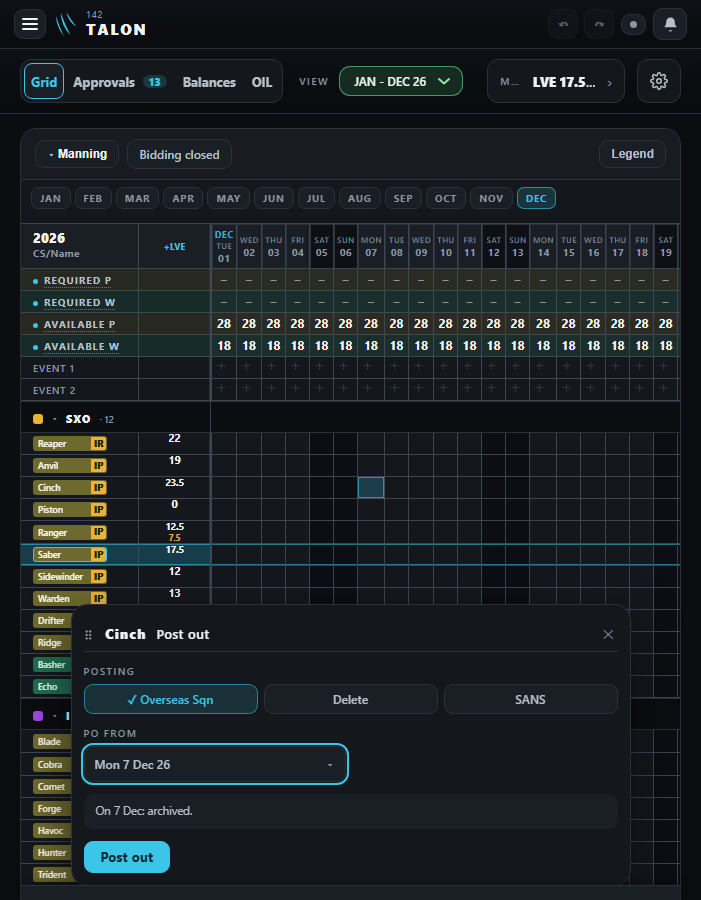 142
TALON
Grid Approvals 13 Balances OIL VIEW JAN - DEC 26 M... LVE 17.5... ›
Manning Bidding closed Legend
JAN FEB MAR APR MAY JUN JUL AUG SEP OCT NOV DEC
2026 CS/Name +LVE DEC TUE 01 WED 02 THU 03 FRI 04 SAT 05 SUN 06 MON 07 TUE 08 WED 09 THU 10 FRI 11 SAT 12 SUN 13 MON 14 TUE 15 WED 16 THU 17 FRI 18 SAT 19
REQUIRED P – – – – – – – – – – – – – – – – – – –
REQUIRED W – – – – – – – – – – – – – – – – – – –
AVAILABLE P 28 28 28 28 28 28 28 28 28 28 28 28 28 28 28 28 28 28 28
AVAILABLE W 18 18 18 18 18 18 18 18 18 18 18 18 18 18 18 18 18 18 18
EVENT 1 + + + + + + + + + + + + + + + + + + +
EVENT 2 + + + + + + + + + + + + + + + + + + +
SXO · 12
Reaper IR 22
Anvil IP 19
Cinch IP 23.5
Piston IP 0
Ranger IP 12.5
7.5
Saber IP 17.5
Sidewinder IP 12
Warden IP 13
Drifter
Ridge
Basher
Echo
Blade
Cobra
Comet
Forge
Havoc
Hunter
Trident
Cinch Post out
POSTING
✓ Overseas Sqn Delete SANS
PO FROM
Mon 7 Dec 26
On 7 Dec: archived.
Post out